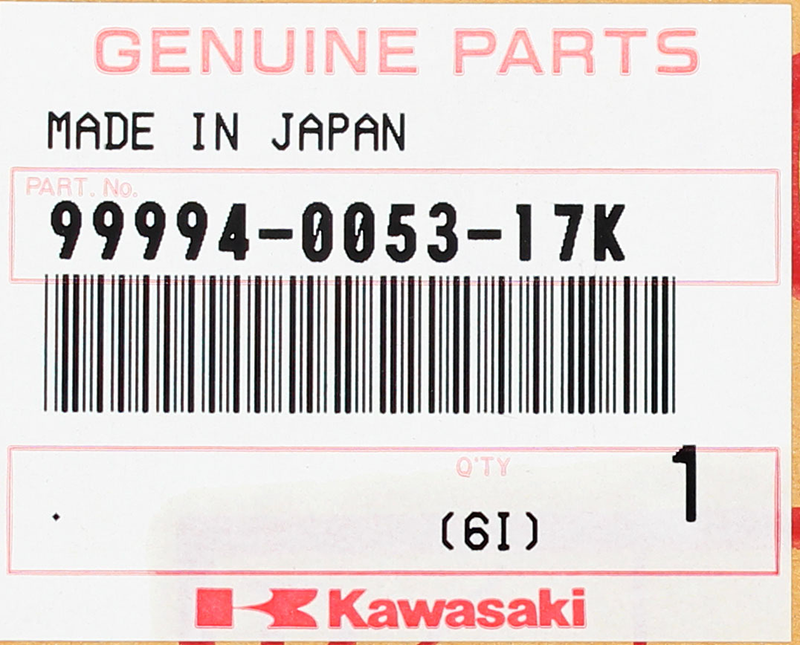 GENUINE PARTS
MADE IN JAPAN
PART. No.
99994-0053-17K
Q'TY
1
(6I)
Kawasaki